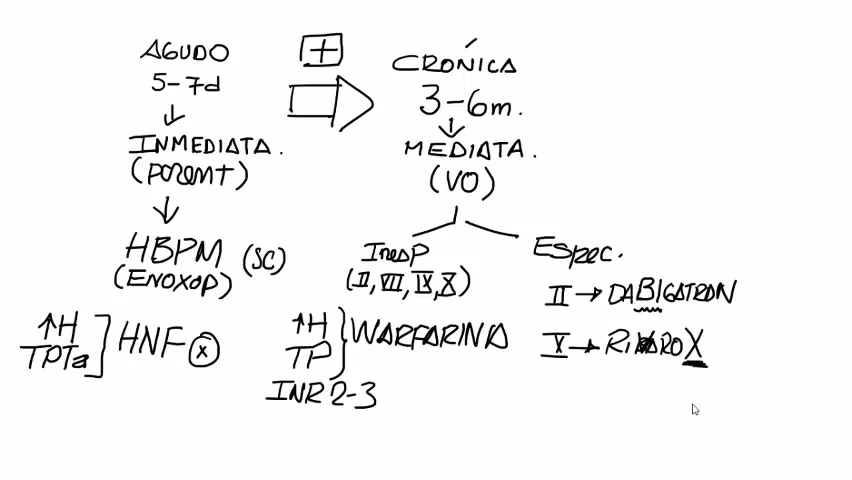 AGUDO
5-7d
INMEDIATA.
(PARENT)
HBPM (SC)
(ENOXAP)
↑H
TPTa
HNF
x
+
CRÓNICA
3-6m.
MEDIATA.
(VO)
INESP
(II, VII, IX, X)
↑H
TP
WARFARINA
INR 2-3
ESPEC.
II → DABIGATRAN
X → RIVAROX